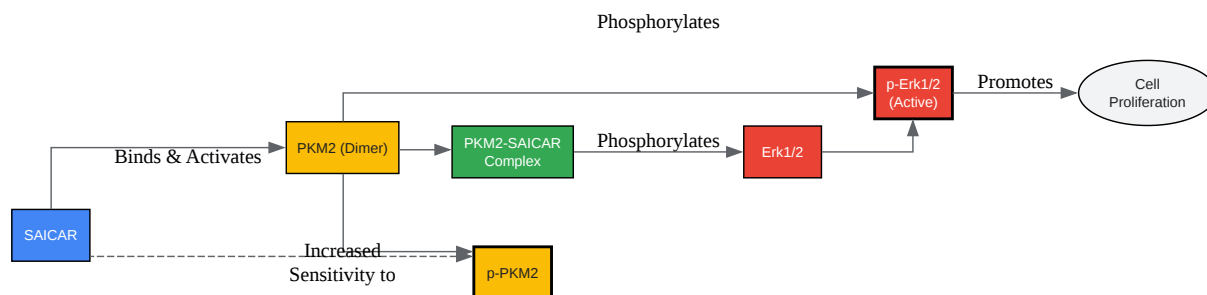 Phosphorylates
p-Erk1/2
(Active)
Promotes
Cell
Proliferation
Binds & Activates
PKM2 (Dimer)
PKM2-SAICAR
Complex
Phosphorylates
Erk1/2
SAICAR
Increased
Sensitivity to
p-PKM2